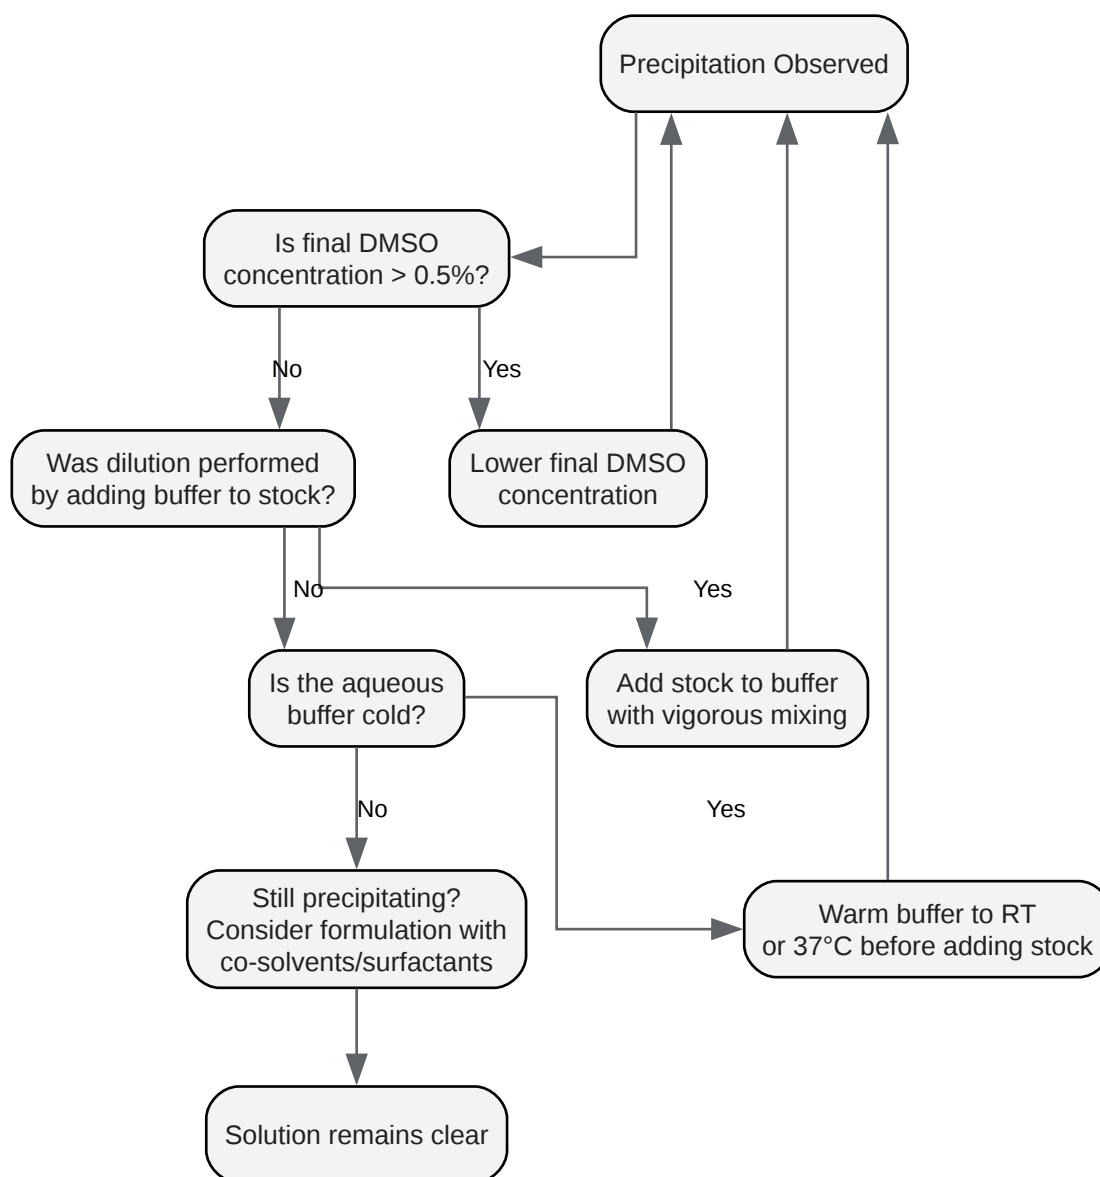 Precipitation Observed
Is final DMSO
concentration > 0.5%?
No
Yes
Was dilution performed
by adding buffer to stock?
Lower final DMSO
concentration
No
Yes
Is the aqueous
buffer cold?
Add stock to buffer
with vigorous mixing
No
Yes
Still precipitating?
Consider formulation with
co-solvents/surfactants
Warm buffer to RT
or 37°C before adding stock
Solution remains clear